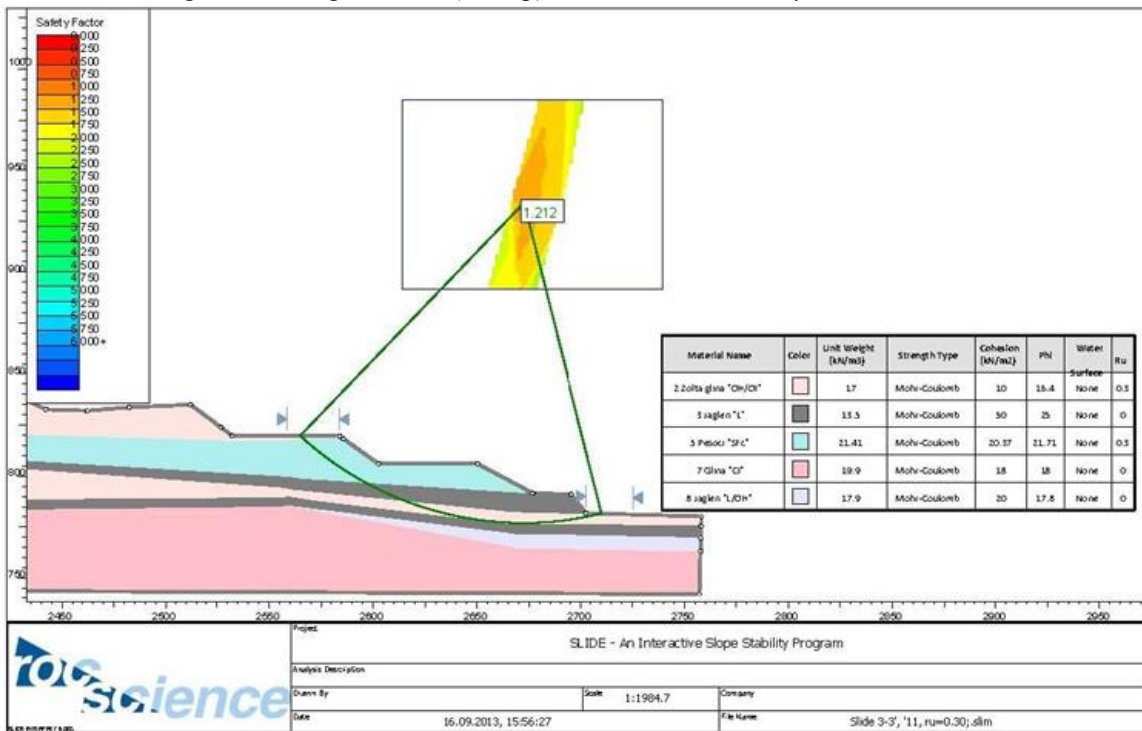 Safety Factor
0.000
0.250
0.500
0.750
1.000
1.250
1.500
1.750
2.000
2.250
2.500
2.750
3.000
3.250
3.500
3.750
4.000
4.250
4.500
4.750
5.000
5.250
5.500
5.750
6.000+
1000
950
900
850
800
750
1.212
Material Name Color Unit Weight (kN/m3) Strength Type Cohesion (kN/m2) Phi Water Surface Ru
17 Mohr-Coulomb 10 None 0.3
13.5 Mohr-Coulomb 50 25 None 0
21.41 Mohr-Coulomb 20.37 21.71 None 0.3
19.9 Mohr-Coulomb 18 18 None 0
17.9 Mohr-Coulomb 20 17.8 None 0
2450 2500 2550 2600 2650 2700 2750 2800 2850 2900 2950
rocscience
Project
SLIDE - An Interactive Slope Stability Program
Analysis Description
Drawn By
Scale 1:1984.7
Company
Date 16.09.2013, 15:56:27
File Name Slide 3-3', '11, ru=0.30;.slim